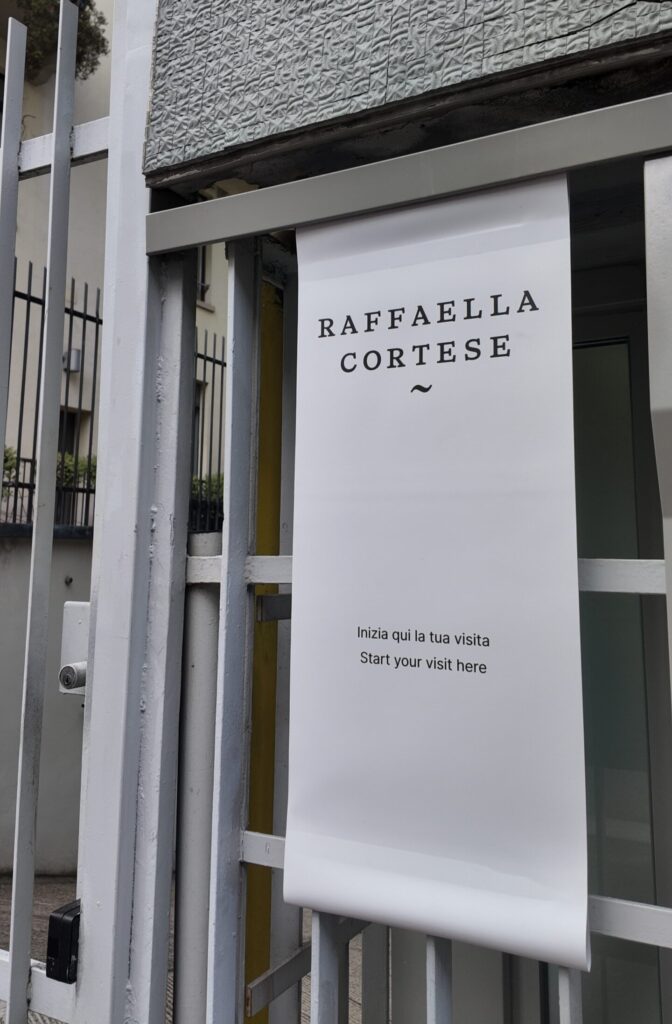 RAFFAELLA
CORTESE
~
Inizia qui la tua visita
Start your visit here